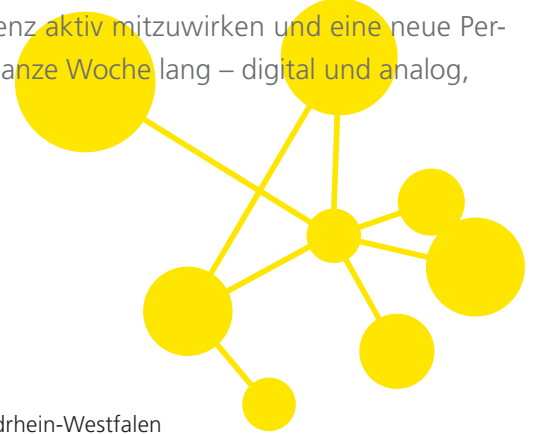 enz aktiv mitzuwirken und eine neue Per-
anze Woche lang – digital und analog,
drhein-Westfalen